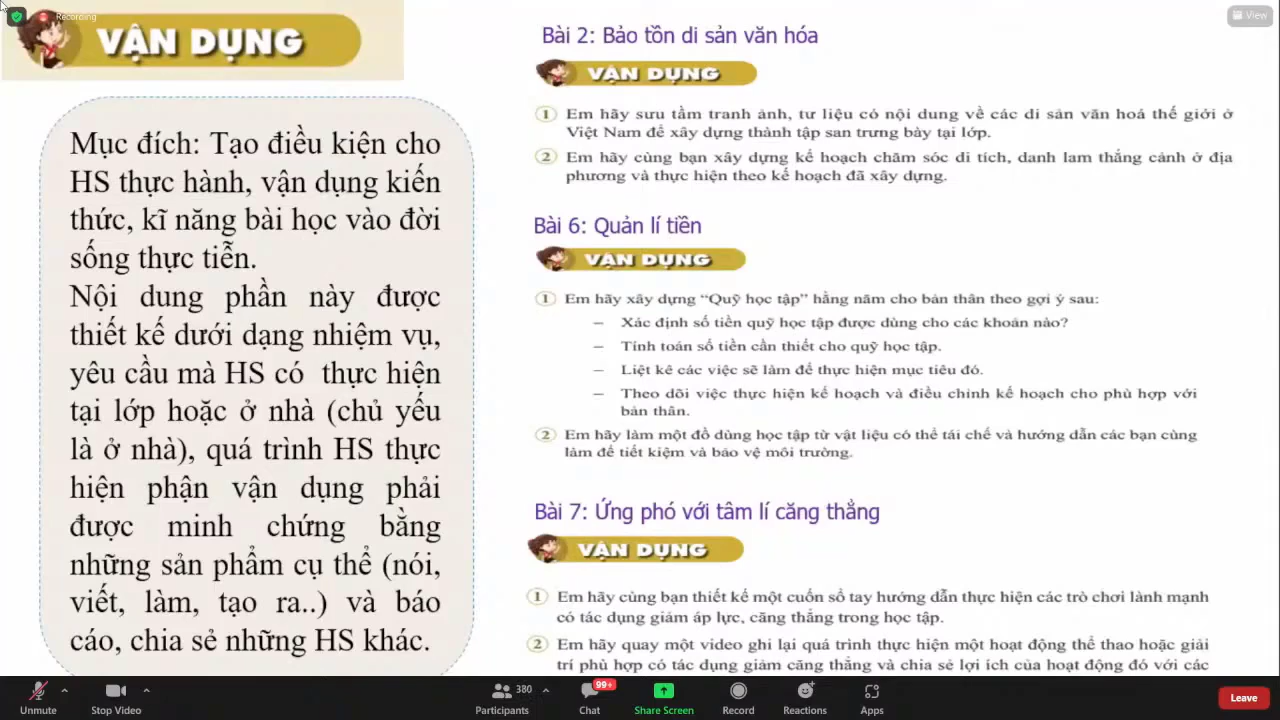 Recording
View
VẬN DỤNG
Mục đích: Tạo điều kiện cho
HS thực hành, vận dụng kiến
thức, kĩ năng bài học vào đời
sống thực tiễn.
Nội dung phần này được
thiết kế dưới dạng nhiệm vụ,
yêu cầu mà HS có thực hiện
tại lớp hoặc ở nhà (chủ yếu
là ở nhà), quá trình HS thực
hiện phận vận dụng phải
được minh chứng bằng
những sản phẩm cụ thể (nói,
viết, làm, tạo ra..) và báo
cáo, chia sẻ những HS khác.
Bài 2: Bảo tồn di sản văn hóa
VẬN DỤNG
1 Em hãy sưu tầm tranh ảnh, tư liệu có nội dung về các di sản văn hoá thế giới ở
Việt Nam để xây dựng thành tập san trưng bày tại lớp.
2 Em hãy cùng bạn xây dựng kế hoạch chăm sóc di tích, danh lam thắng cảnh ở địa
phương và thực hiện theo kế hoạch đã xây dựng.
Bài 6: Quản lí tiền
VẬN DỤNG
1 Em hãy xây dựng “Quỹ học tập” hằng năm cho bản thân theo gợi ý sau:
– Xác định số tiền quỹ học tập được dùng cho các khoản nào?
– Tính toán số tiền cần thiết cho quỹ học tập.
– Liệt kê các việc sẽ làm để thực hiện mục tiêu đó.
– Theo dõi việc thực hiện kế hoạch và điều chỉnh kế hoạch cho phù hợp với
bản thân.
2 Em hãy làm một đồ dùng học tập từ vật liệu có thể tái chế và hướng dẫn các bạn cùng
làm để tiết kiệm và bảo vệ môi trường.
Bài 7: Ứng phó với tâm lí căng thẳng
VẬN DỤNG
1 Em hãy cùng bạn thiết kế một cuốn sổ tay hướng dẫn thực hiện các trò chơi lành mạnh
có tác dụng giảm áp lực, căng thẳng trong học tập.
2 Em hãy quay một video ghi lại quá trình thực hiện một hoạt động thể thao hoặc giải
trí phù hợp có tác dụng giảm căng thẳng và chia sẻ lợi ích của hoạt động đó với các
Unmute
Stop Video
380
Participants
99+
Chat
Share Screen
Record
Reactions
Apps
Leave